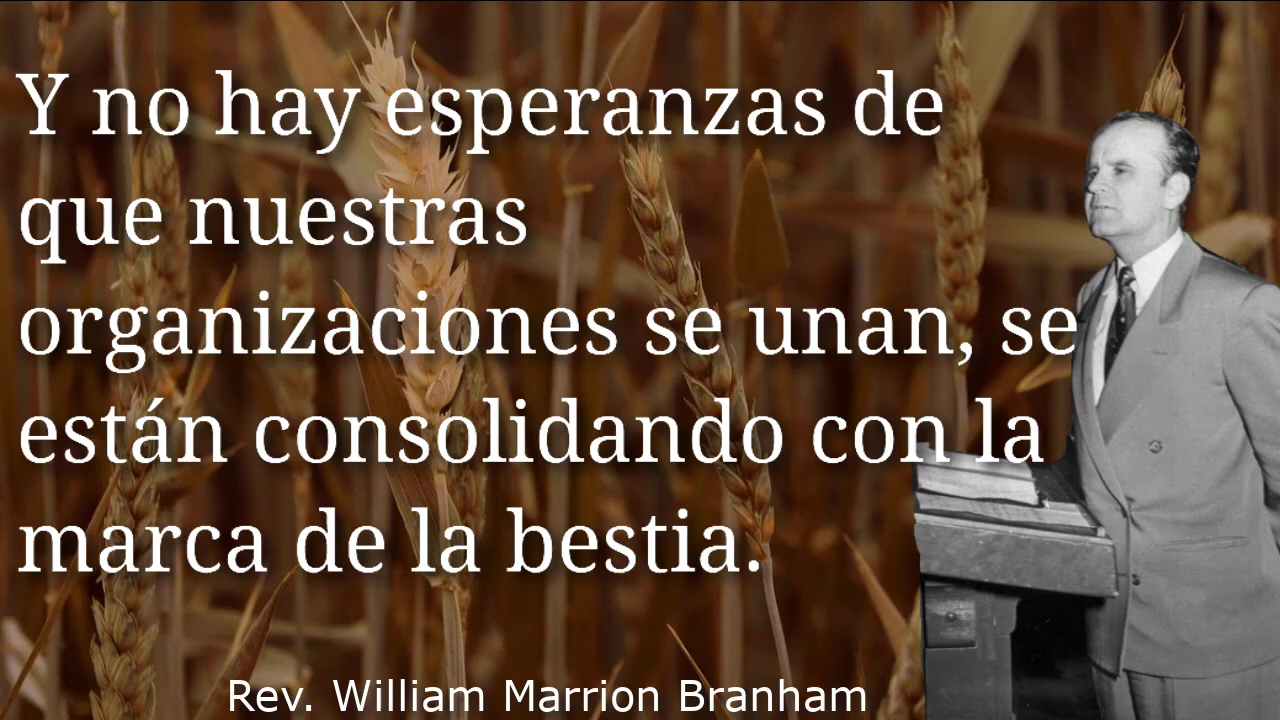 Y no hay esperanzas de
que nuestras
organizaciones se unan, se
están consolidando con la
marca de la bestia.
Rev. William Marrion Branham